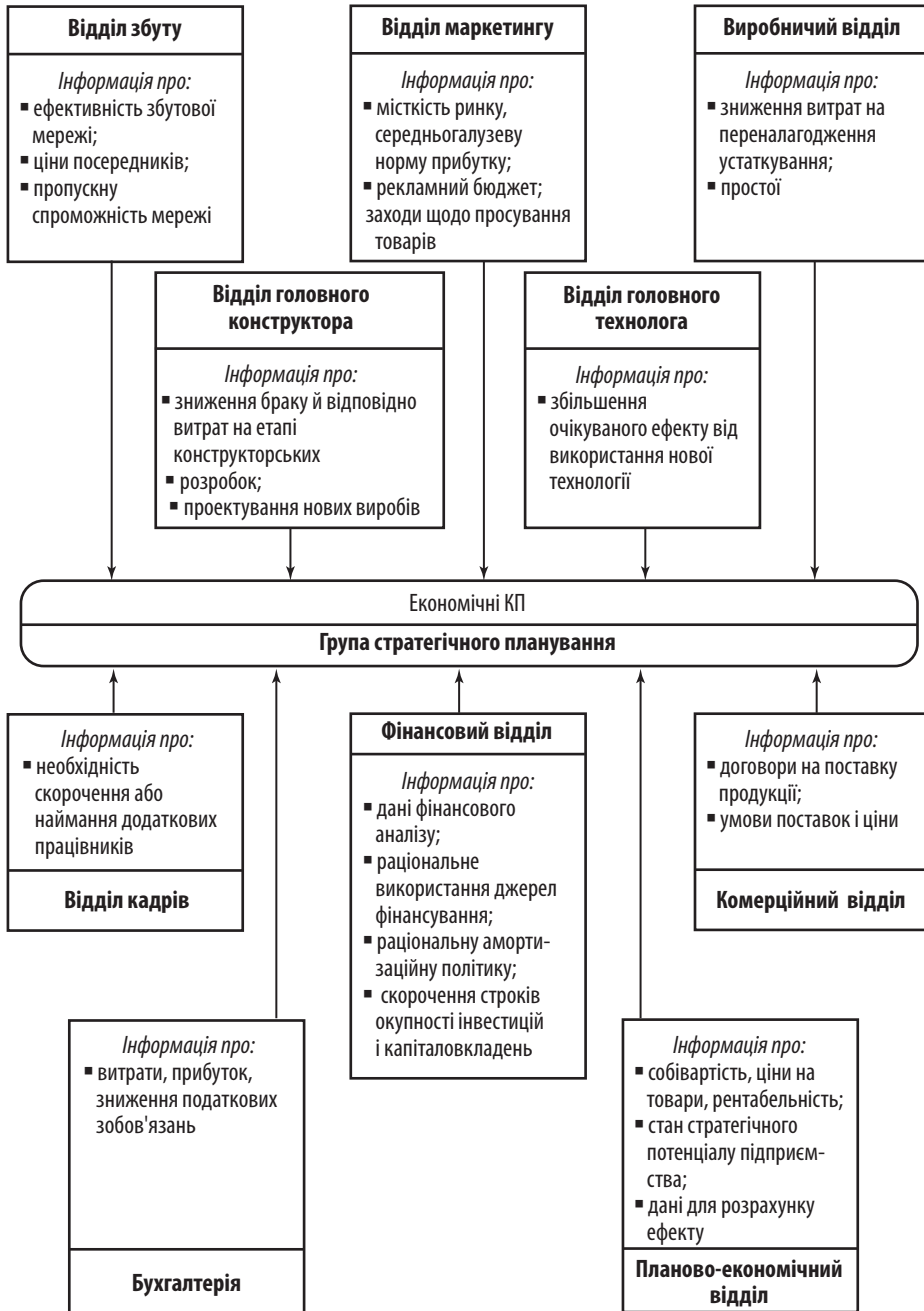 Відділ збуту
Інформація про:
▪ ефективність збутової
мережі;
▪ ціни посередників;
▪ пропускну
спроможність мережі
Відділ маркетингу
Інформація про:
▪ місткість ринку,
середньогалузеву
норму прибутку;
▪ рекламний бюджет;
заходи щодо просування
товарів
Виробничий відділ
Інформація про:
▪ зниження витрат на
переналагодження
устаткування;
▪ простої
Відділ головного
конструктора
Інформація про:
▪ зниження браку й відповідно
витрат на етапі
конструкторських
▪ розробок;
▪ проектування нових виробів
Відділ головного
технолога
Інформація про:
▪ збільшення
очікуваного ефекту від
використання нової
технології
Економічні КП
Група стратегічного планування
Інформація про:
▪ необхідність
скорочення або
наймання додаткових
працівників
Відділ кадрів
Фінансовий відділ
Інформація про:
▪ дані фінансового
аналізу;
▪ раціональне
використання джерел
фінансування;
▪ раціональну аморти-
заційну політику;
▪ скорочення строків
окупності інвестицій
і капіталовкладень
Інформація про:
▪ договори на поставку
продукції;
▪ умови поставок і ціни
Комерційний відділ
Інформація про:
▪ витрати, прибуток,
зниження податкових
зобов'язань
Бухгалтерія
Інформація про:
▪ собівартість, ціни на
товари, рентабельність;
▪ стан стратегічного
потенціалу підприєм-
ства;
▪ дані для розрахунку
ефекту
Планово-економічний
відділ